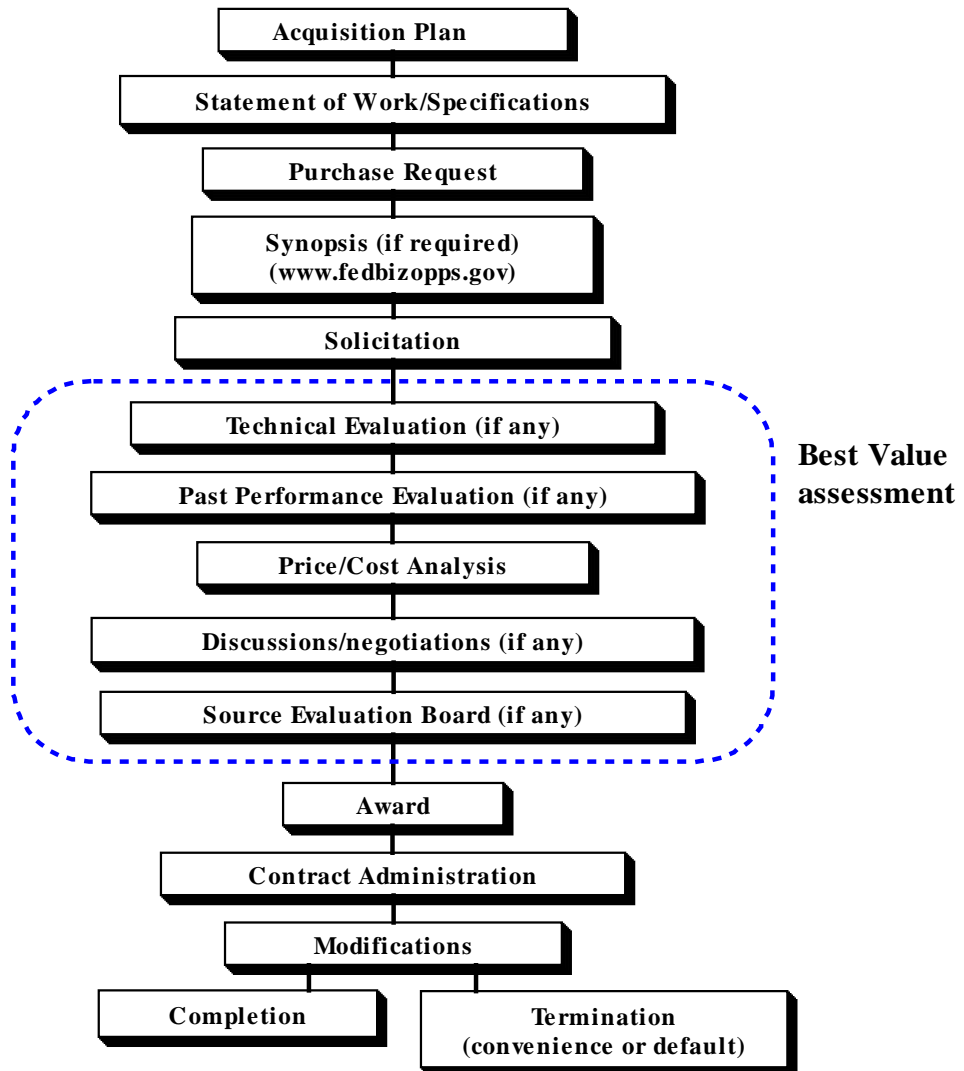 Acquisition Plan
Statement of Work/Specifications
Purchase Request
Synopsis (if required)
(www.fedbizopps.gov)
Solicitation
Technical Evaluation (if any)
Past Performance Evaluation (if any)
Price/Cost Analysis
Discussions/negotiations (if any)
Source Evaluation Board (if any)
Best Value
assessment
Award
Contract Administration
Modifications
Completion
Termination
(convenience or default)